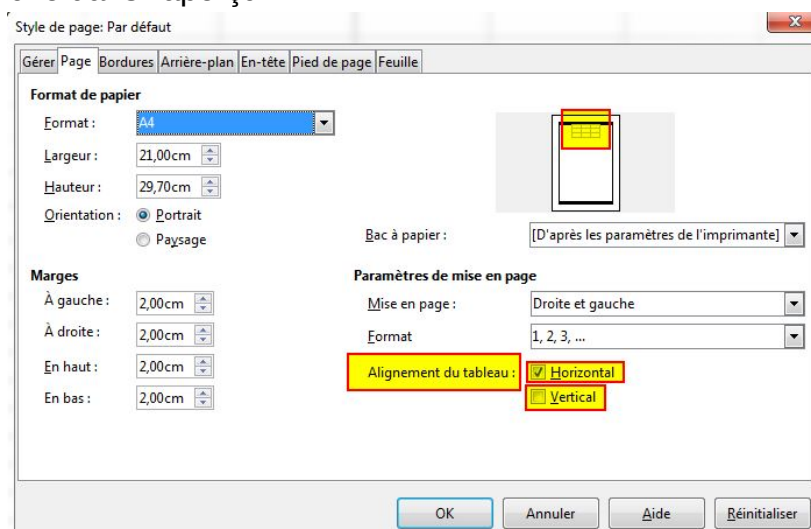 Style de page: Par défaut
Gérer Page Bordures Arrière-plan En-tête Pied de page Feuille
Format de papier
Format : A4
Largeur : 21,00cm
Hauteur : 29,70cm
Orientation : Portrait
Paysage
Bac à papier : [D'après les paramètres de l'imprimante]
Marges
À gauche : 2,00cm
À droite : 2,00cm
En haut : 2,00cm
En bas : 2,00cm
Paramètres de mise en page
Mise en page : Droite et gauche
Format 1, 2, 3, ...
Alignement du tableau : Horizontal
Vertical
OK Annuler Aide Réinitialiser